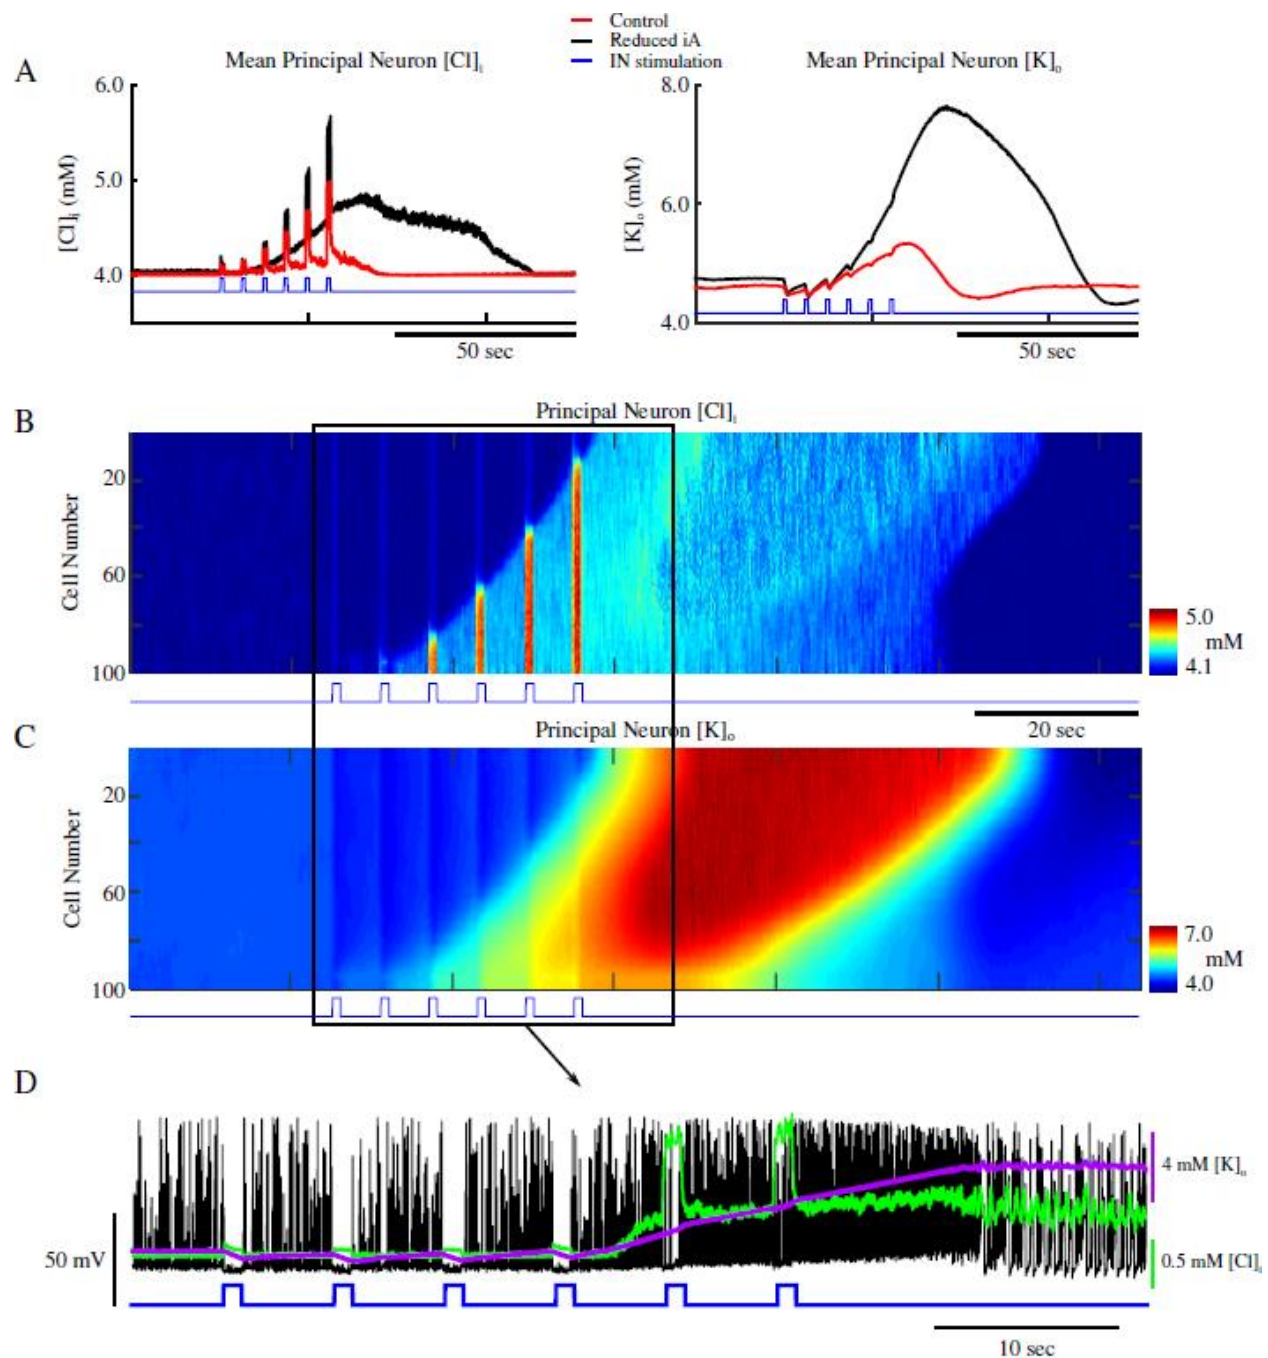 Control
Reduced iA
IN stimulation
A
Mean Principal Neuron [Cl]i
Mean Principal Neuron [K]o
6.0
5.0
4.0
[Cl]i (mM)
50 sec
8.0
6.0
4.0
[K]o (mM)
50 sec
B
Principal Neuron [Cl]i
Cell Number
20
60
100
5.0
mM
4.1
20 sec
C
Principal Neuron [K]o
Cell Number
20
60
100
7.0
mM
4.0
D
50 mV
4 mM [K]o
0.5 mM [Cl]i
10 sec